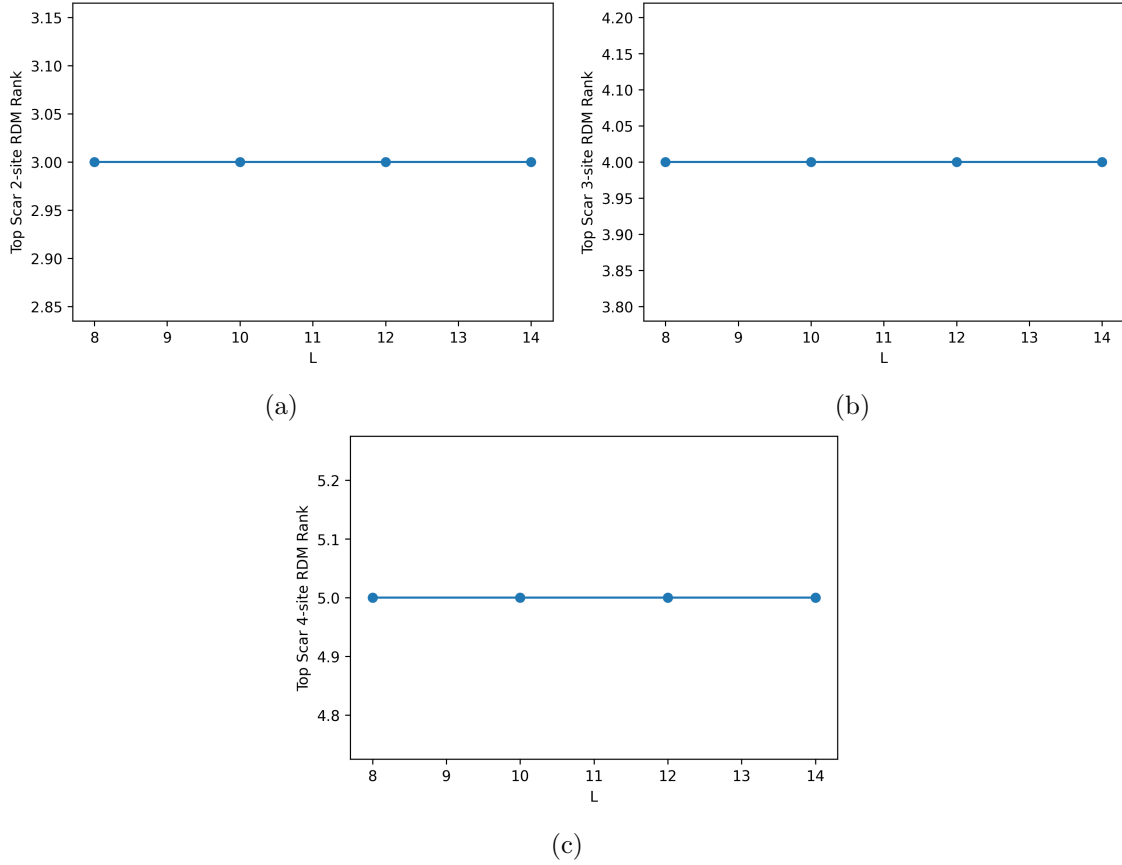 Top Scar 2-site RDM Rank
3.15
3.10
3.05
3.00
2.95
2.90
2.85
8 9 10 11 12 13 14
L
(a)
Top Scar 3-site RDM Rank
4.20
4.15
4.10
4.05
4.00
3.95
3.90
3.85
3.80
8 9 10 11 12 13 14
L
(b)
Top Scar 4-site RDM Rank
5.2
5.1
5.0
4.9
4.8
8 9 10 11 12 13 14
L
(c)